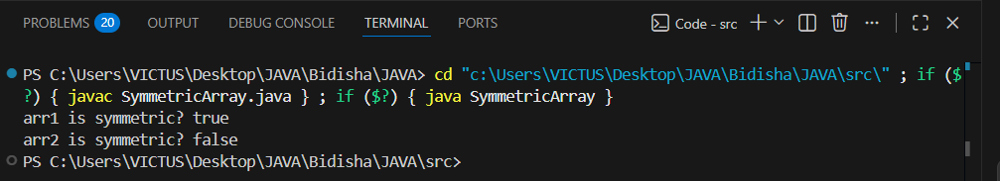 PROBLEMS 20 OUTPUT DEBUG CONSOLE TERMINAL PORTS Code - src
PS C:\Users\VICTUS\Desktop\JAVA\Bidisha\JAVA> cd "c:\Users\VICTUS\Desktop\JAVA\Bidisha\JAVA\src\" ; if ($
?) { javac SymmetricArray.java } ; if ($?) { java SymmetricArray }
arr1 is symmetric? true
arr2 is symmetric? false
PS C:\Users\VICTUS\Desktop\JAVA\Bidisha\JAVA\src>